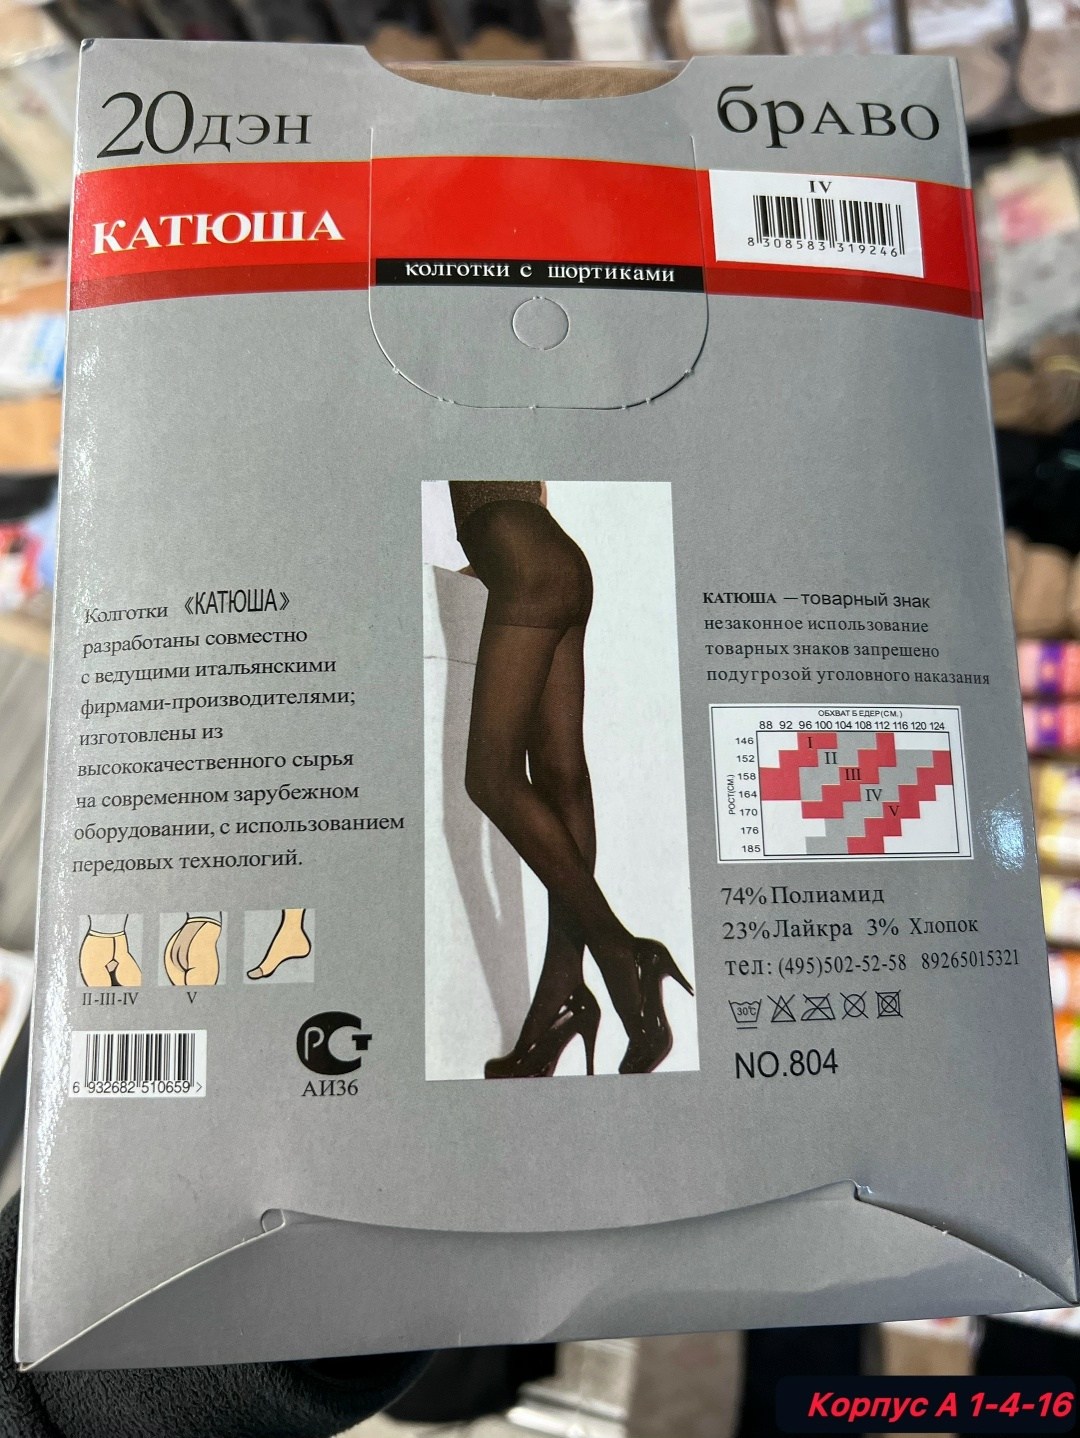 20дэн
браво
КАТЮША
IV
8 308583 319246
колготки с шортиками
Колготки «КАТЮША»
разработаны совместно
с ведущими итальянскими
фирмами-производителями;
изготовлены из
высококачественного сырья
на современном зарубежном
оборудовании, с использованием
передовых технологий.
КАТЮША — товарный знак
незаконное использование
товарных знаков запрешено
подугрозой уголовного наказания
ОБХВАТ БЕДЕР(СМ.)
88 92 96 100 104 108 112 116 120 124
РОСТ(СМ.)
146
152
158
164
170
176
185
I
II
III
IV
V
74% Полиамид
23% Лайкра 3% Хлопок
тел: (495)502-52-58 89265015321
30°C
NO.804
II-III-IV
V
6 932682 510659 >
РСТ
АИ36
Корпус А 1-4-16